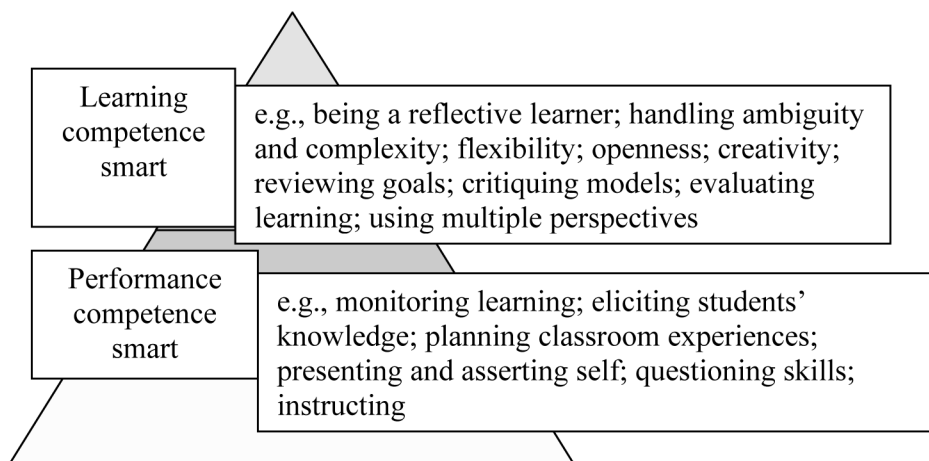 Learning
competence
smart
e.g., being a reflective learner; handling ambiguity
and complexity; flexibility; openness; creativity;
reviewing goals; critiquing models; evaluating
learning; using multiple perspectives
Performance
competence
smart
e.g., monitoring learning; eliciting students’
knowledge; planning classroom experiences;
presenting and asserting self; questioning skills;
instructing